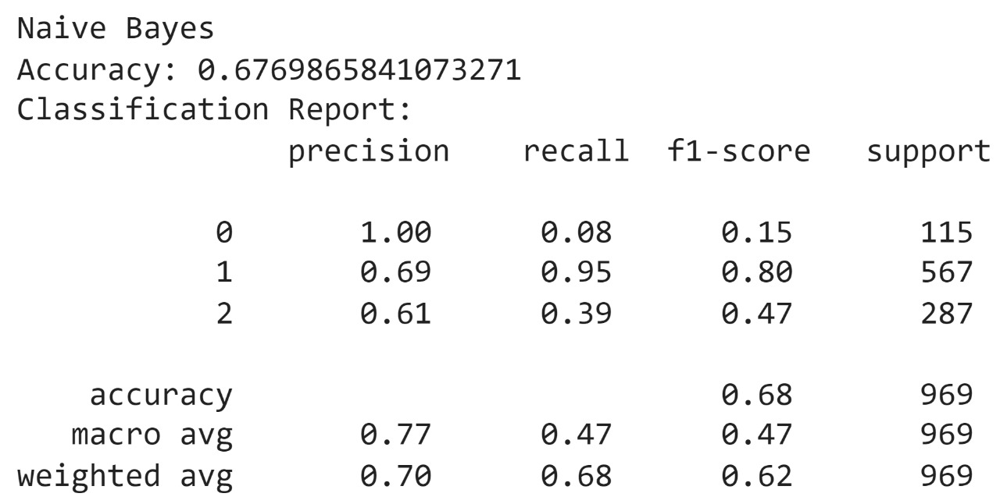 Naive Bayes
Accuracy: 0.6769865841073271
Classification Report:
precision recall f1-score support
0 1.00 0.08 0.15 115
1 0.69 0.95 0.80 567
2 0.61 0.39 0.47 287
accuracy 0.68 969
macro avg 0.77 0.47 0.47 969
weighted avg 0.70 0.68 0.62 969